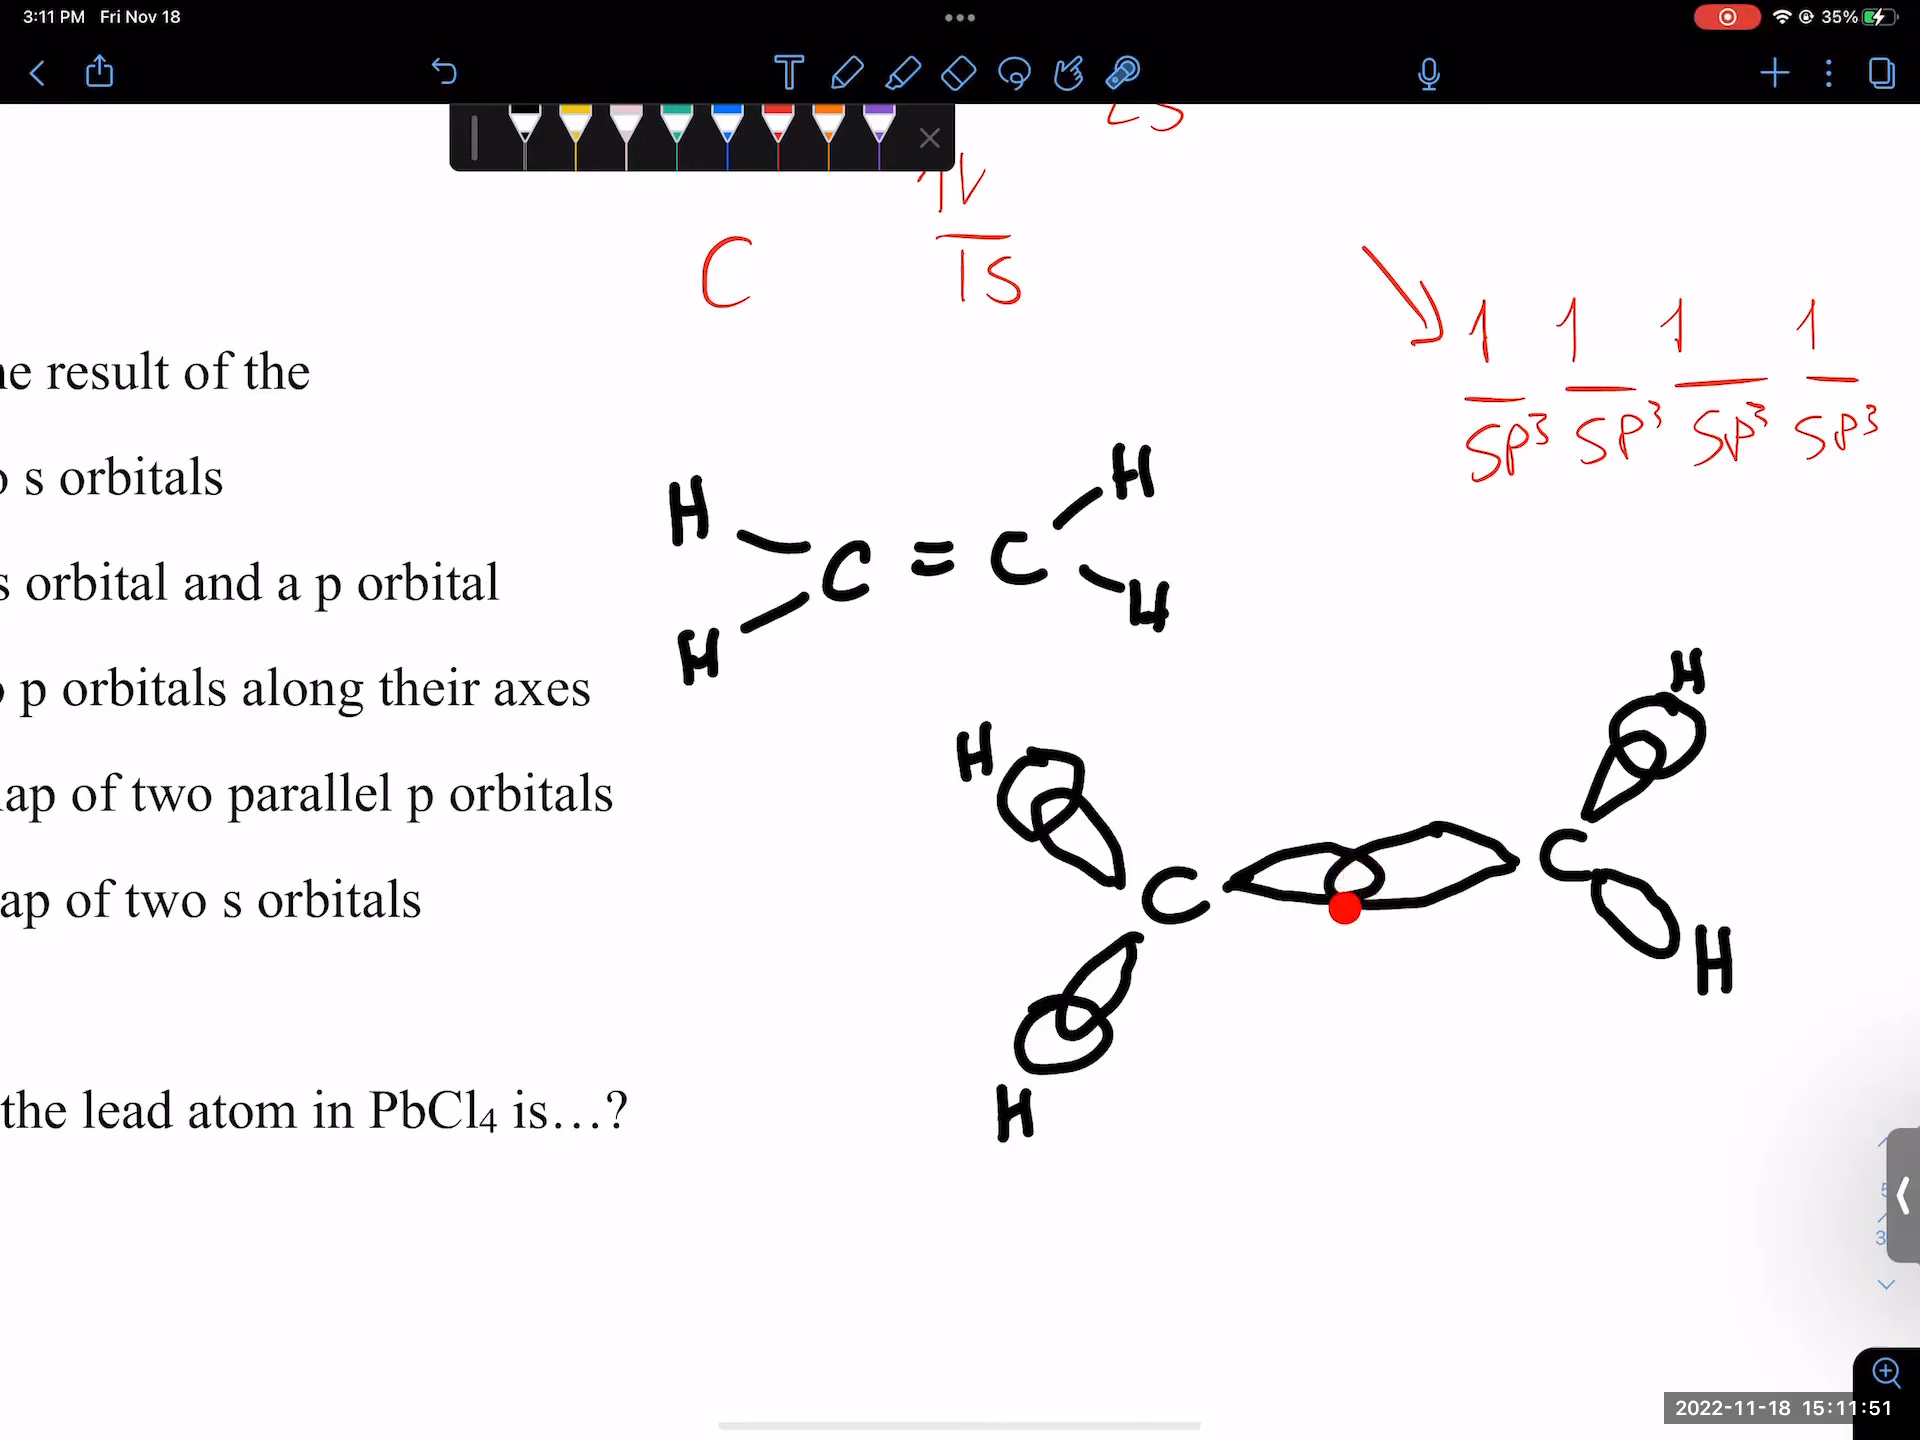 3:11 PM Fri Nov 18
35%
2S
1S
C
1 1 1 1
SP³ SP³ SP³ SP³
result of the
s orbitals
s orbital and a p orbital
p orbitals along their axes
of two parallel p orbitals
of two s orbitals
H H
C = C
H H
H
H
C C
H
H
the lead atom in PbCl₄ is…?
2022-11-18 15:11:51